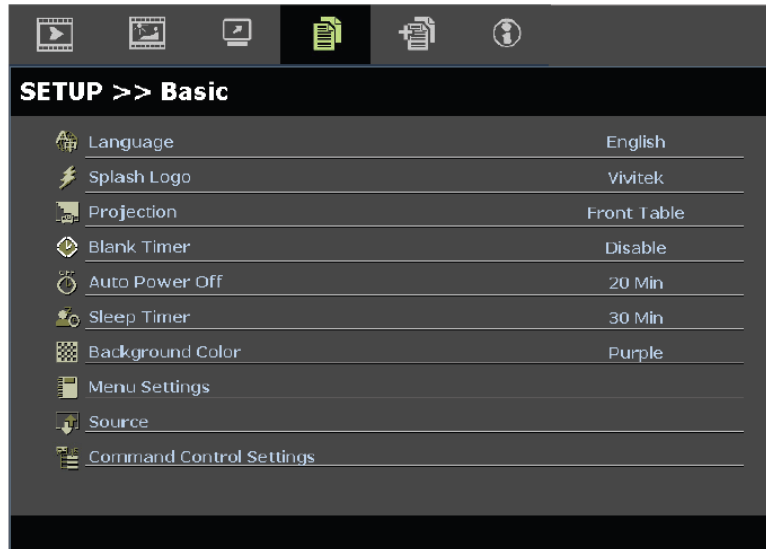 SETUP >> Basic
Language English
Splash Logo Vivitek
Projection Front Table
Blank Timer Disable
Auto Power Off 20 Min
Sleep Timer 30 Min
Background Color Purple
Menu Settings
Source
Command Control Settings